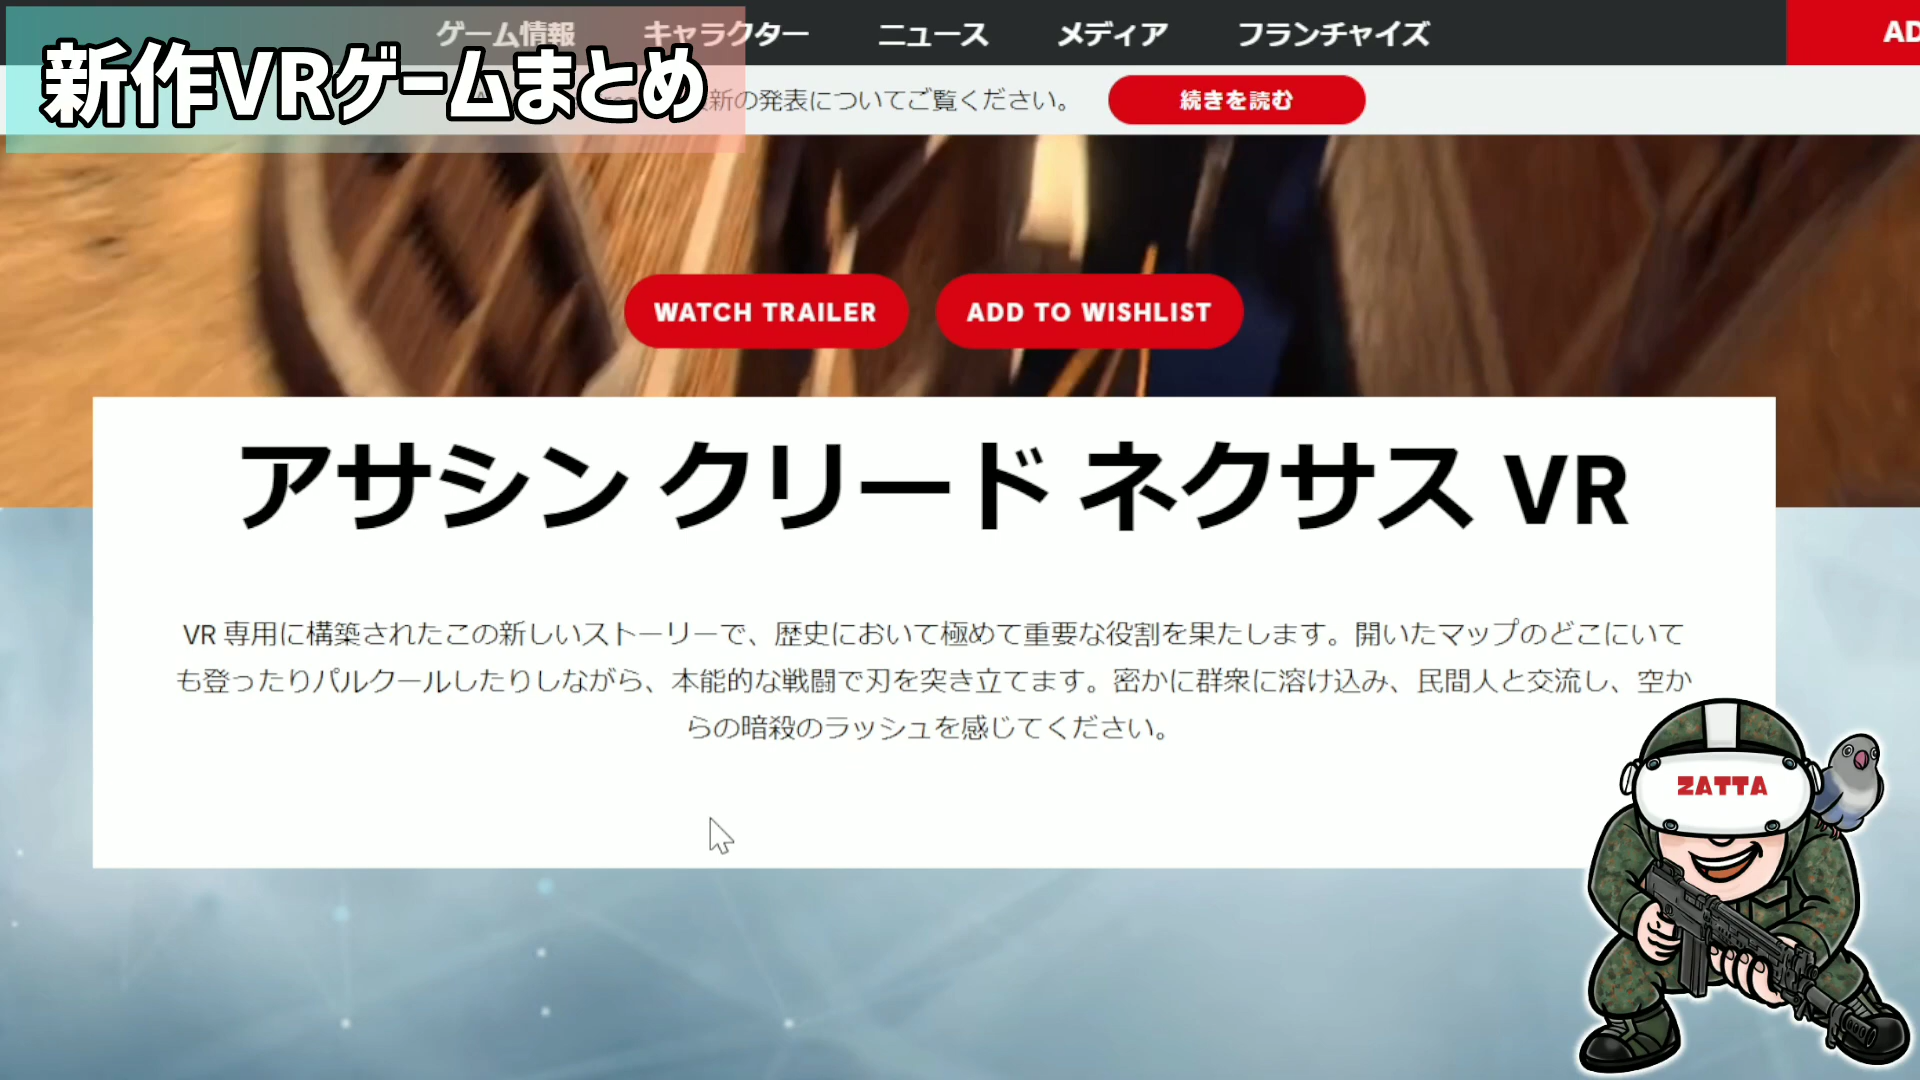 ゲーム情報 キャラクター ニュース メディア フランチャイズ AD
新作VRゲームまとめ
新の発表についてご覧ください。 続きを読む
WATCH TRAILER ADD TO WISHLIST
アサシン クリード ネクサス VR
VR 専用に構築されたこの新しいストーリーで、歴史において極めて重要な役割を果たします。開いたマップのどこにいて
も登ったりパルクールしたりしながら、本能的な戦闘で刃を突き立てます。密かに群衆に溶け込み、民間人と交流し、空か
らの暗殺のラッシュを感じてください。
ZATTA